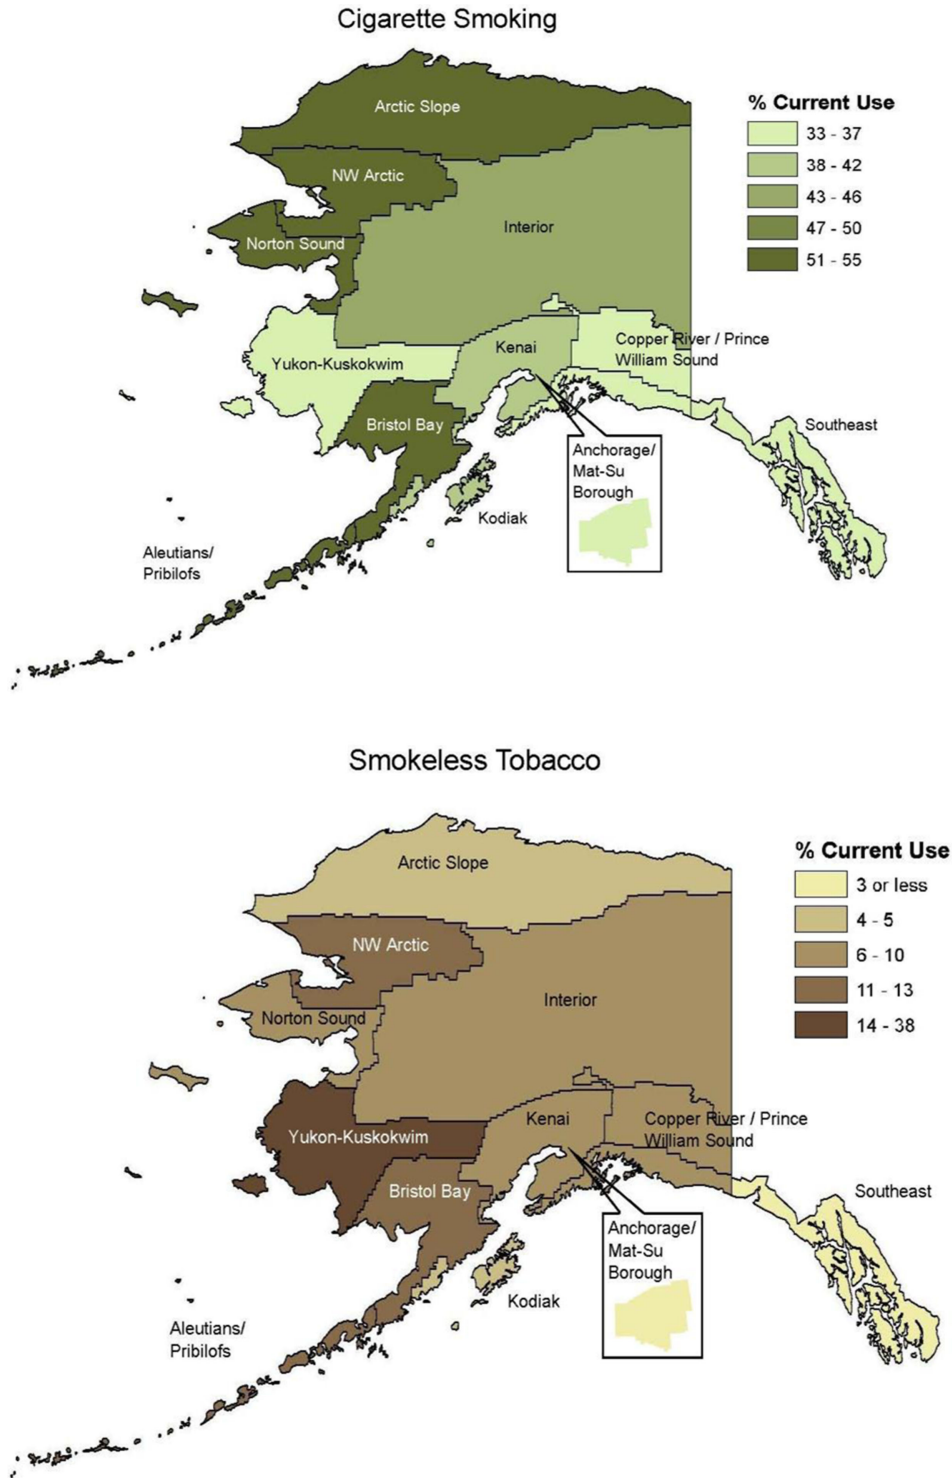 Cigarette Smoking
Arctic Slope
NW Arctic
Norton Sound
Interior
Yukon-Kuskokwim
Kenai
Copper River / Prince
William Sound
Bristol Bay
Southeast
Anchorage/
Mat-Su
Borough
Kodiak
Aleutians/
Pribilofs
% Current Use
33 - 37
38 - 42
43 - 46
47 - 50
51 - 55
Smokeless Tobacco
Arctic Slope
NW Arctic
Norton Sound
Interior
Yukon-Kuskokwim
Kenai
Copper River / Prince
William Sound
Bristol Bay
Southeast
Anchorage/
Mat-Su
Borough
Kodiak
Aleutians/
Pribilofs
% Current Use
3 or less
4 - 5
6 - 10
11 - 13
14 - 38